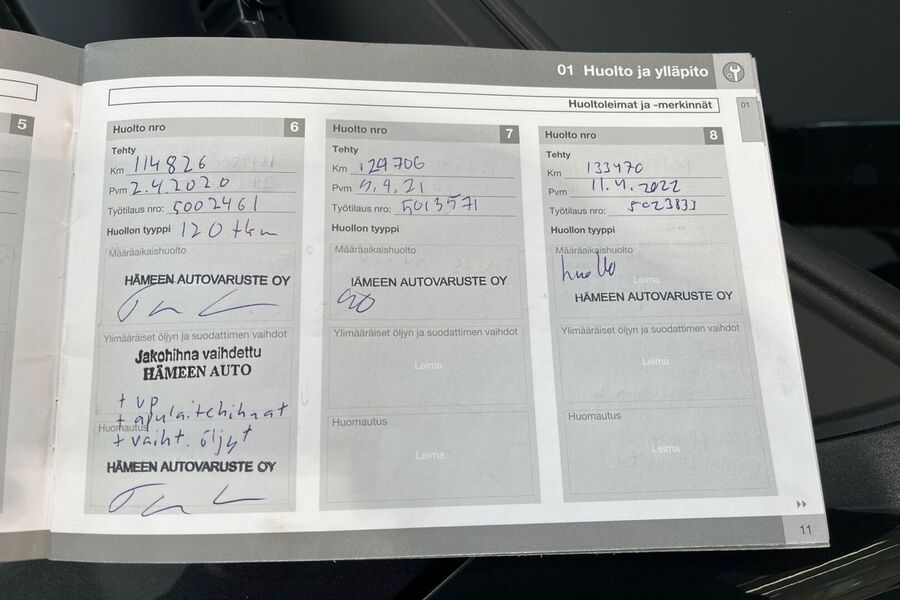 01 Huolto ja ylläpito
Huoltoleimat ja -merkinnät
01
5
Huolto nro 6
Tehty
Km 114826
Pvm 2.4.2020
Työtilaus nro: 5002461
Huollon tyyppi 120 tkm
Määräaikaishuolto
HÄMEEN AUTOVARUSTE OY
Ylimääräiset öljyn ja suodattimen vaihdot
Jakohihna vaihdettu
HÄMEEN AUTO
+ vp
+ apulaitehihnat
Huomautus
+ vaiht. öljyt
HÄMEEN AUTOVARUSTE OY
Huolto nro 7
Tehty
Km 129706
Pvm 9.4.21
Työtilaus nro: 5013571
Huollon tyyppi
Määräaikaishuolto
IÄMEEN AUTOVARUSTE OY
Ylimääräiset öljyn ja suodattimen vaihdot
Leima
Huomautus
Leima
Huolto nro 8
Tehty
Km 133470
Pvm 11.4.2022
Työtilaus nro: 5023833
Huollon tyyppi
Määräaikaishuolto
huolto
Leima
HÄMEEN AUTOVARUSTE OY
Ylimääräiset öljyn ja suodattimen vaihdot
Leima
Huomautus
Leima
11